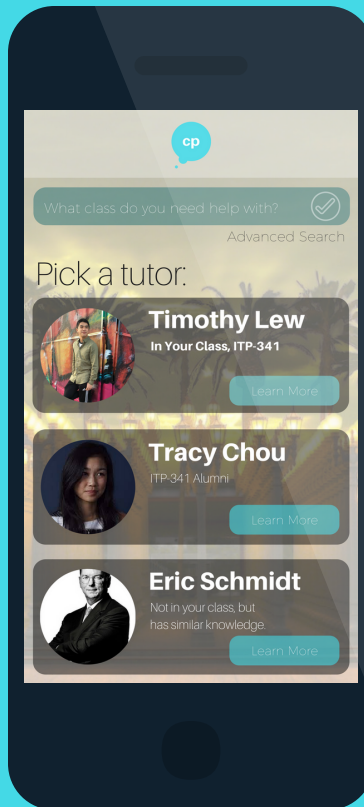 cp
What class do you need help with?
Advanced Search
Pick a tutor:
Timothy Lew
In Your Class, ITP-341
Learn More
Tracy Chou
ITP-341 Alumni
Learn More
Eric Schmidt
Not in your class, but
has similar knowledge.
Learn More